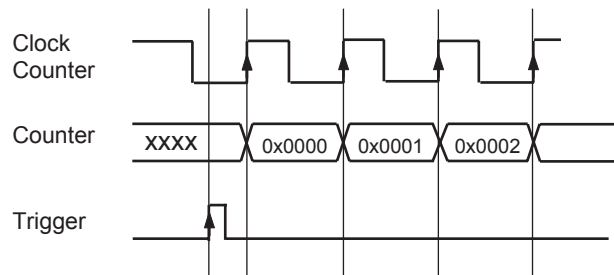 Clock
Counter
Counter
XXXX
0x0000
0x0001
0x0002
Trigger